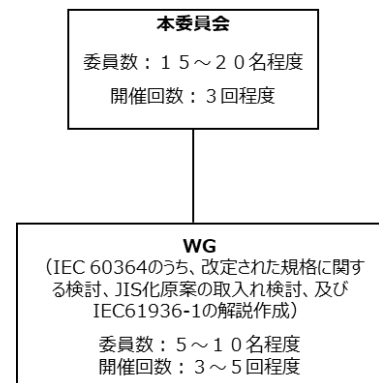 本委員会
委員数：１５～２０名程度
開催回数：３回程度
WG
（IEC 60364のうち、改定された規格に関す
る検討、JIS化原案の取入れ検討、及び
IEC61936-1の解説作成）
委員数：５～１０名程度
開催回数：３～５回程度